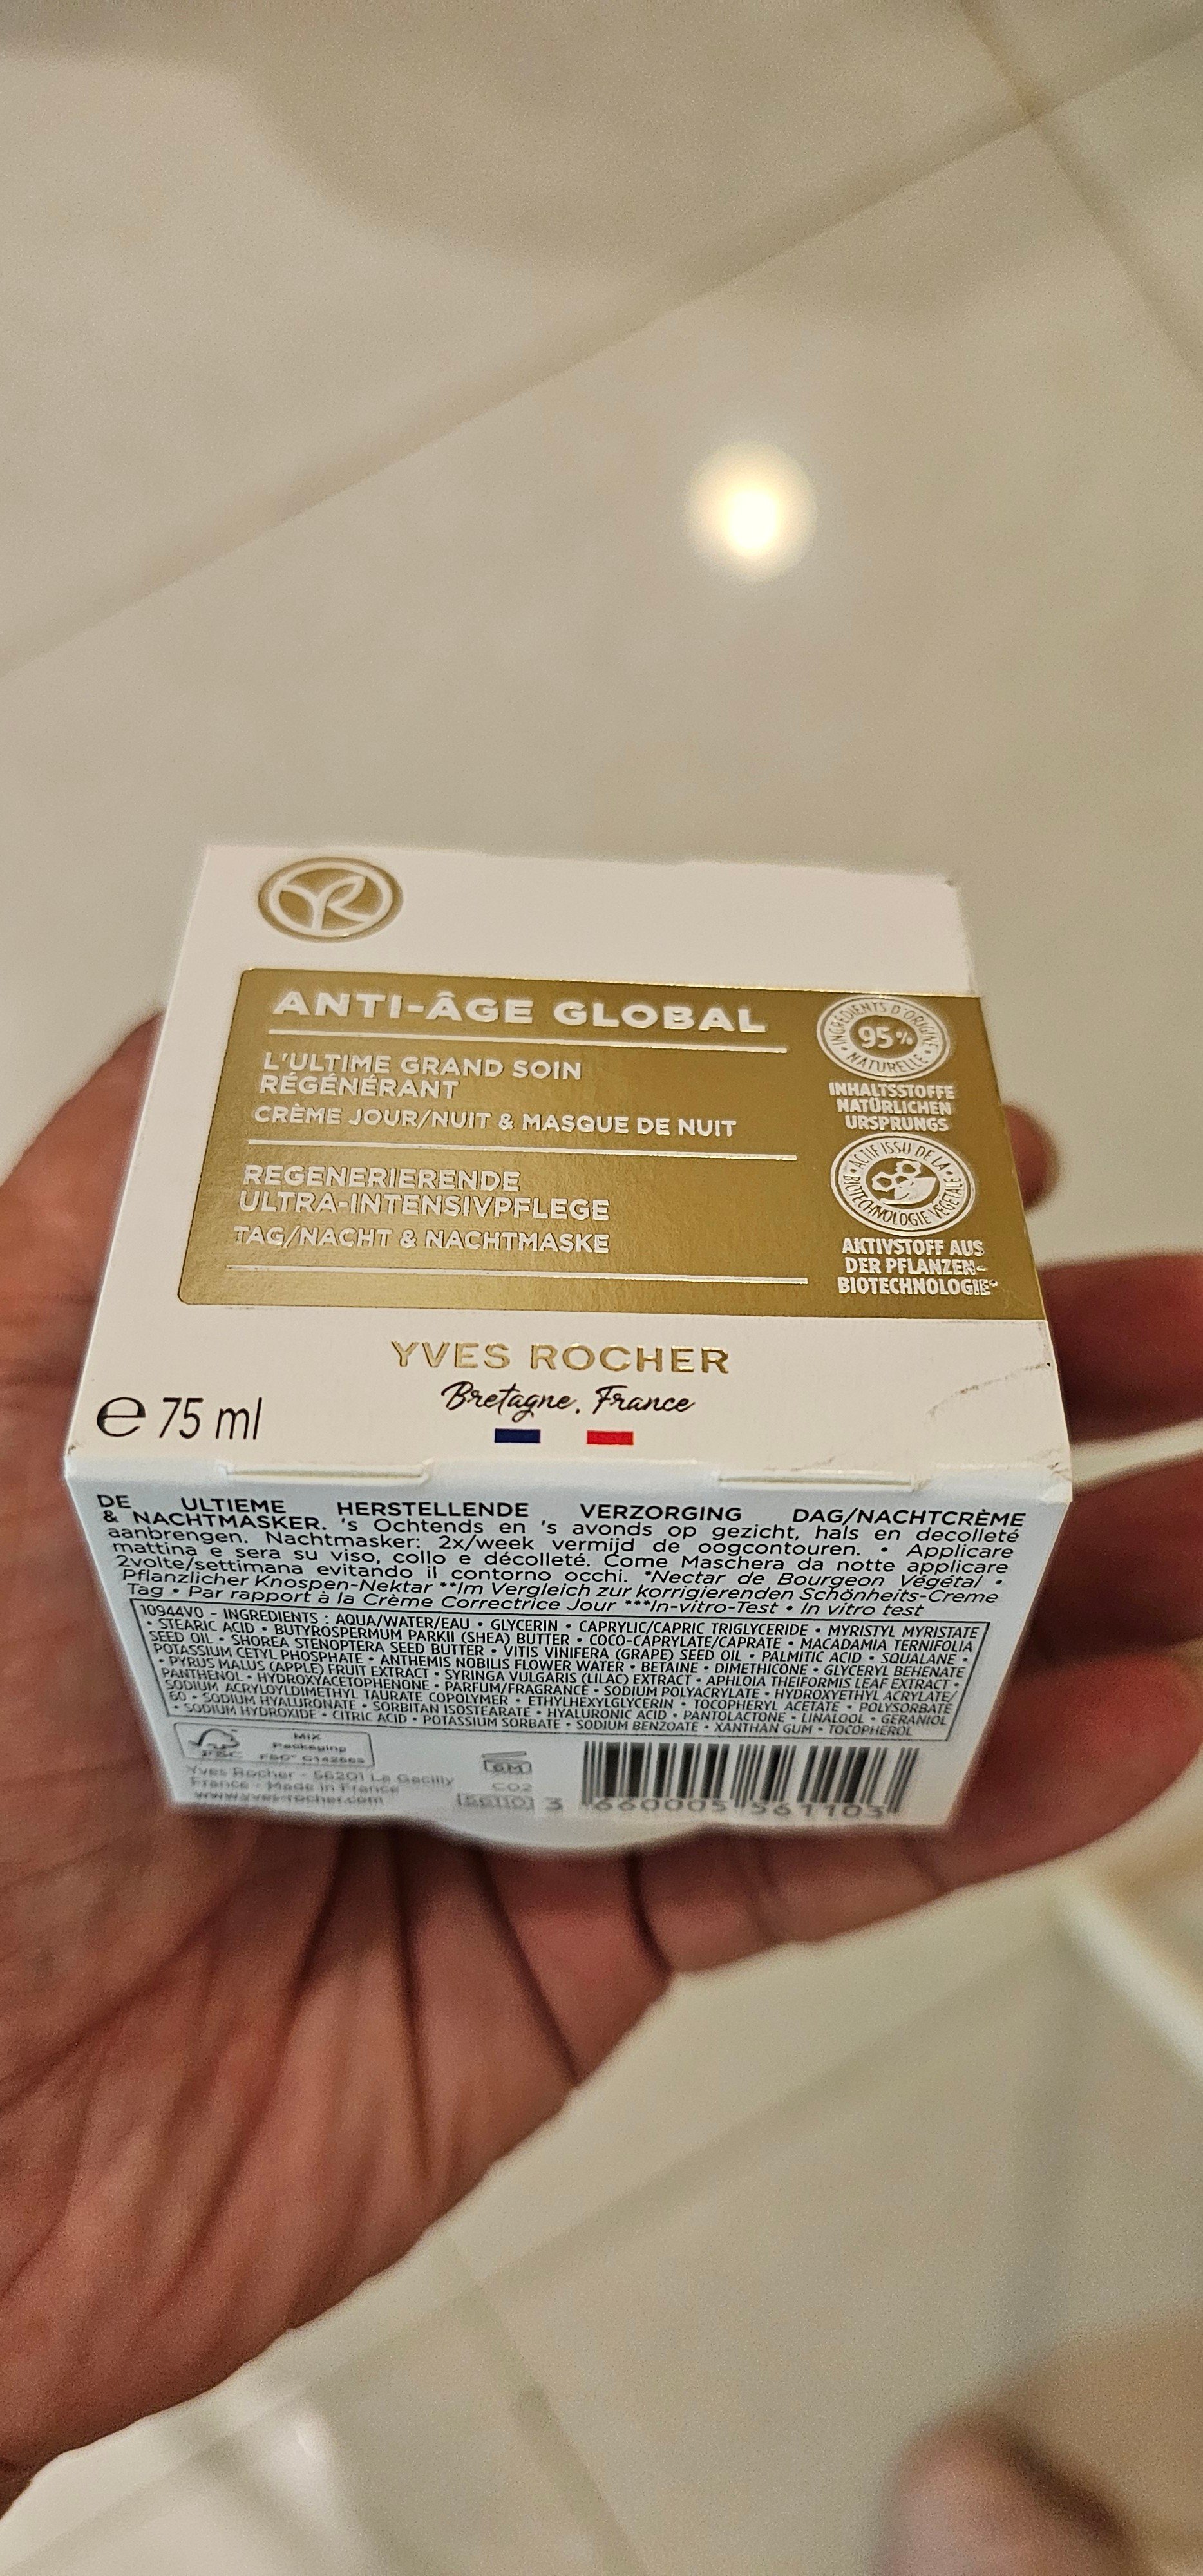 YR
ANTI-ÂGE GLOBAL
L'ULTIME GRAND SOIN
RÉGÉNÉRANT
CRÈME JOUR/NUIT & MASQUE DE NUIT
REGENERIERENDE
ULTRA-INTENSIVPFLEGE
TAG/NACHT & NACHTMASKE
INGRÉDIENTS D'ORIGINE
95%
NATURELLE
INHALTSSTOFFE
NATÜRLICHEN
URSPRUNGS
ACTIF ISSU DE LA
BIOTECHNOLOGIE VÉGÉTALE
AKTIVSTOFF AUS
DER PFLANZEN-
BIOTECHNOLOGIE*
YVES ROCHER
Bretagne, France
e 75 ml
DE ULTIEME HERSTELLENDE VERZORGING DAG/NACHTCRÈME
& NACHTMASKER. 's Ochtends en 's avonds op gezicht, hals en decolleté
aanbrengen. Nachtmasker: 2x/week vermijd de oogcontouren. • Applicare
mattina e sera su viso, collo e décolleté. Come Maschera da notte applicare
2volte/settimana evitando il contorno occhi. *Nectar de Bourgeon Végétal •
Pflanzlicher Knospen-Nektar **Im Vergleich zur korrigierenden Schönheits-Creme
Tag • Par rapport à la Crème Correctrice Jour ***In-vitro-Test • In vitro test
10944V0 - INGREDIENTS : AQUA/WATER/EAU • GLYCERIN • CAPRYLIC/CAPRIC TRIGLYCERIDE • MYRISTYL MYRISTATE
• STEARIC ACID • BUTYROSPERMUM PARKII (SHEA) BUTTER • COCO-CAPRYLATE/CAPRATE • MACADAMIA TERNIFOLIA
SEED OIL • SHOREA STENOPTERA SEED BUTTER • VITIS VINIFERA (GRAPE) SEED OIL • PALMITIC ACID • SQUALANE •
POTASSIUM CETYL PHOSPHATE • ANTHEMIS NOBILIS FLOWER WATER • BETAINE • DIMETHICONE • GLYCERYL BEHENATE
• PYRUS MALUS (APPLE) FRUIT EXTRACT • SYRINGA VULGARIS (LILAC) EXTRACT • APHLOIA THEIFORMIS LEAF EXTRACT •
PANTHENOL • HYDROXYACETOPHENONE • PARFUM/FRAGRANCE • SODIUM POLYACRYLATE • HYDROXYETHYL ACRYLATE/
SODIUM ACRYLOYLDIMETHYL TAURATE COPOLYMER • ETHYLHEXYLGLYCERIN • TOCOPHERYL ACETATE • POLYSORBATE
60 • SODIUM HYALURONATE • SORBITAN ISOSTEARATE • HYALURONIC ACID • PANTOLACTONE • LINALOOL • GERANIOL
• SODIUM HYDROXIDE • CITRIC ACID • POTASSIUM SORBATE • SODIUM BENZOATE • XANTHAN GUM • TOCOPHEROL
FSC
MIX
Packaging
FSC®
Yves Rocher - 56201 La Gacilly
France - Made in France
www.yves-rocher.com
6M
CO2
56110
3 660005 561103